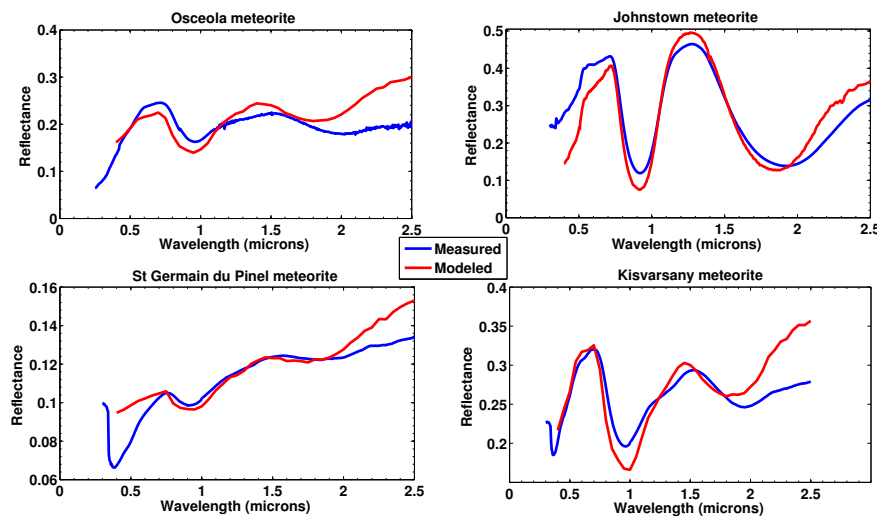 Osceola meteorite
0.4
0.3
0.2
0.1
0
0 0.5 1 1.5 2 2.5
Reflectance
Wavelength (microns)
Johnstown meteorite
0.5
0.4
0.3
0.2
0.1
0
0 0.5 1 1.5 2 2.5
Reflectance
Wavelength (microns)
Measured
Modeled
St Germain du Pinel meteorite
0.16
0.14
0.12
0.1
0.08
0.06
0 0.5 1 1.5 2 2.5
Reflectance
Wavelength (microns)
Kisvarsany meteorite
0.4
0.35
0.3
0.25
0.2
0 0.5 1 1.5 2 2.5 3
Reflectance
Wavelength (microns)